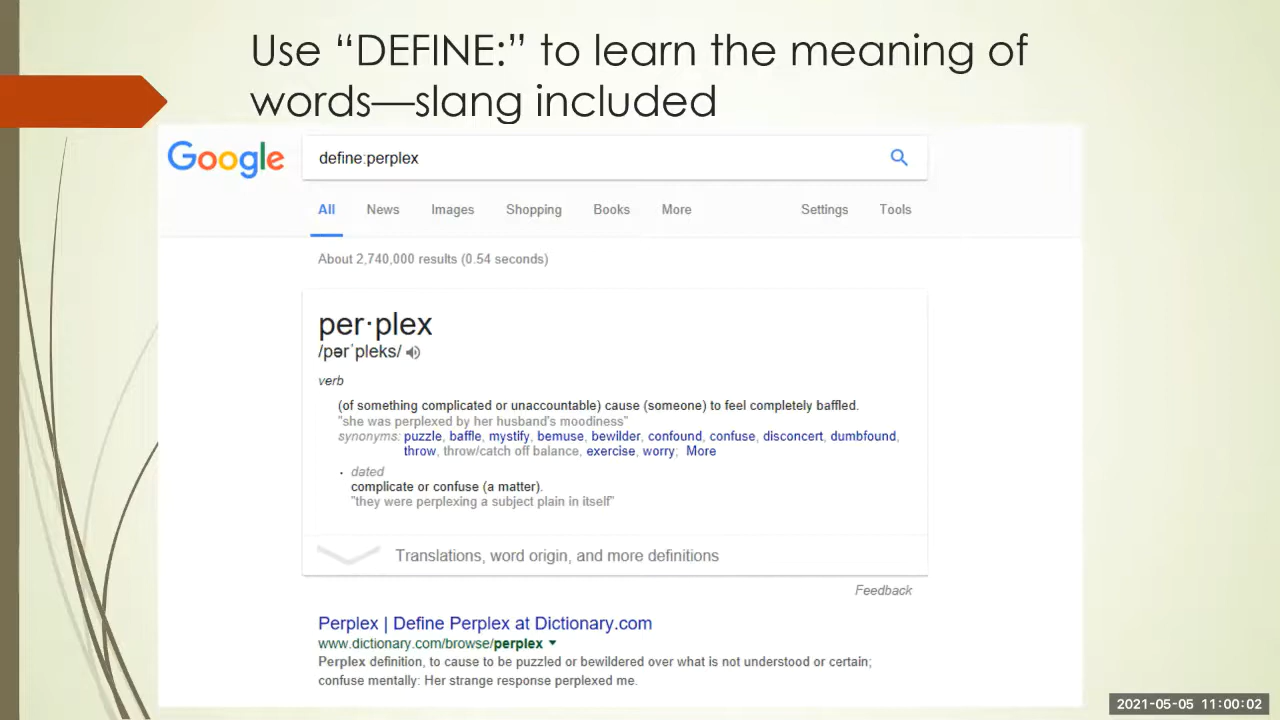 Use “DEFINE:” to learn the meaning of
words—slang included
Google
define:perplex
All News Images Shopping Books More Settings Tools
About 2,740,000 results (0.54 seconds)
per·plex
/pərˈpleks/
verb
(of something complicated or unaccountable) cause (someone) to feel completely baffled.
"she was perplexed by her husband's moodiness"
synonyms: puzzle, baffle, mystify, bemuse, bewilder, confound, confuse, disconcert, dumbfound,
throw, throw/catch off balance, exercise, worry; More
• dated
complicate or confuse (a matter).
"they were perplexing a subject plain in itself"
Translations, word origin, and more definitions
Feedback
Perplex | Define Perplex at Dictionary.com
www.dictionary.com/browse/perplex
Perplex definition, to cause to be puzzled or bewildered over what is not understood or certain;
confuse mentally: Her strange response perplexed me.
2021-05-05 11:00:02